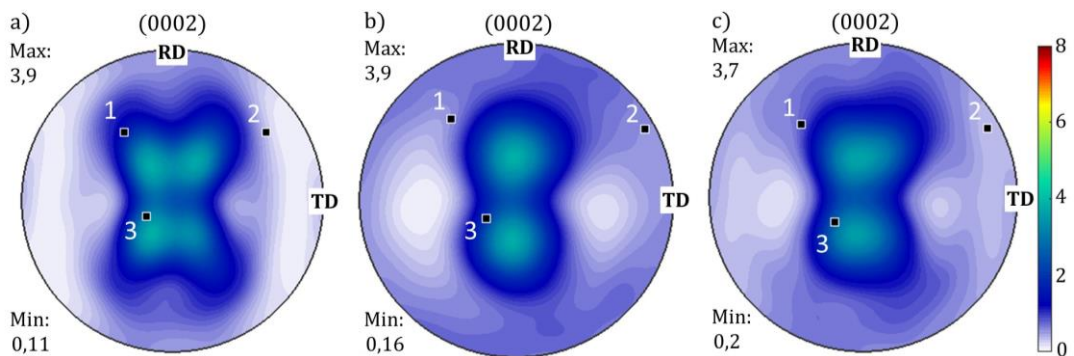 a) (0002)
Max:
3,9
RD
1
2
3
TD
Min:
0,11
b) (0002)
Max:
3,9
RD
1
2
3
TD
Min:
0,16
c) (0002)
Max:
3,7
RD
1
2
3
TD
Min:
0,2
8
6
4
2
0